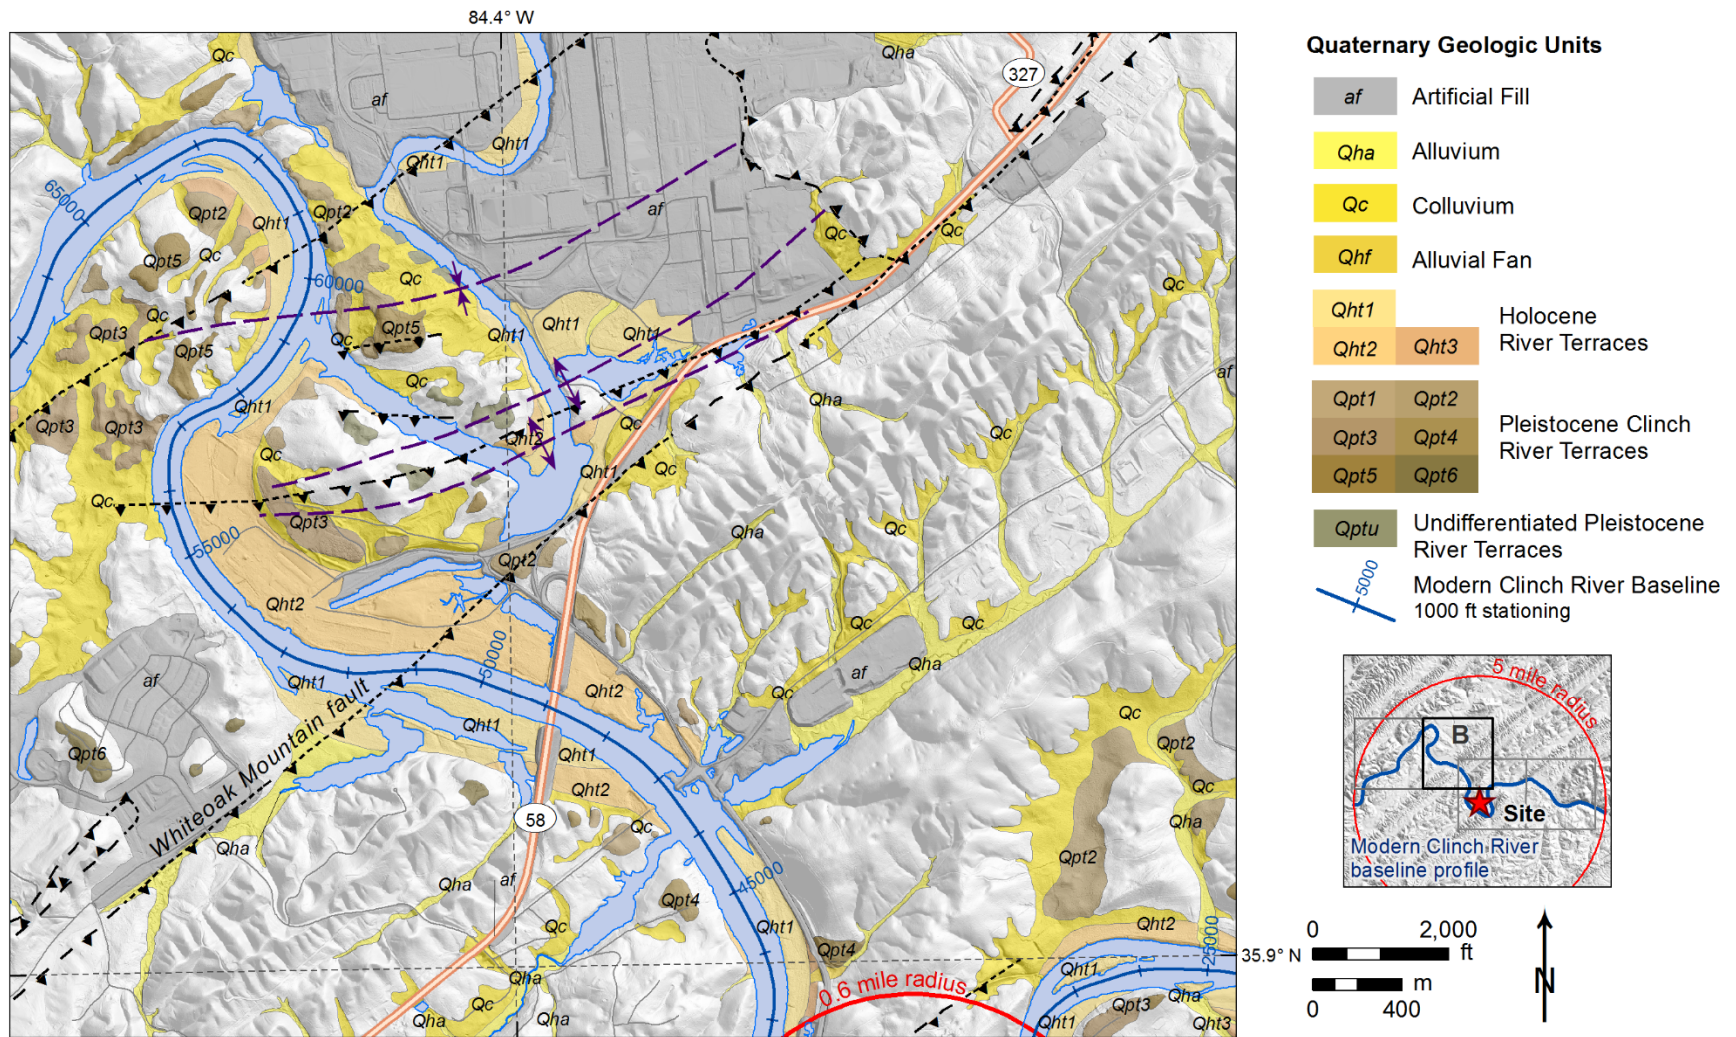 84.4° W
Qc
Qha
327
af
Qht1
Qht1
65000
Qpt2
Qht1
Qpt2
af
Qc
Qpt5
Qc
Qc
Qc
60000
Qc
Qpt3
Qpt5
Qpt5
Qc
Qht1
Qht1
Qht1
Qc
af
Qht1
Qha
Qpt3
Qpt3
Qht2
Qc
Qc
Qc
Qht1
Qc
Qc
Qpt3
Qha
Qc
55000
Qpt2
Qht2
Qc
Qc
af
Qht1
50000
Qha
af
Qht2
Qc
Qc
Whiteoak Mountain fault
Qht1
Qpt2
Qpt6
Qht1
Qht2
Qc
58
Qc
Qha
Qha
Qpt2
Qha
af
45000
Qpt4
Qc
Qht1
Qht2
25000
Qpt4
35.9° N
Qha
Qht1
0.6 mile radius
Qc
Qpt3
Qha
Qha
Qha
Qht1
Qht3
Quaternary Geologic Units
af Artificial Fill
Qha Alluvium
Qc Colluvium
Qhf Alluvial Fan
Qht1
Qht2 Qht3
Holocene
River Terraces
Qpt1 Qpt2
Qpt3 Qpt4
Qpt5 Qpt6
Pleistocene Clinch
River Terraces
Qptu Undifferentiated Pleistocene
River Terraces
5000
Modern Clinch River Baseline
1000 ft stationing
5 mile radius
B
Site
Modern Clinch River
baseline profile
0 2,000
ft
m
0 400
N